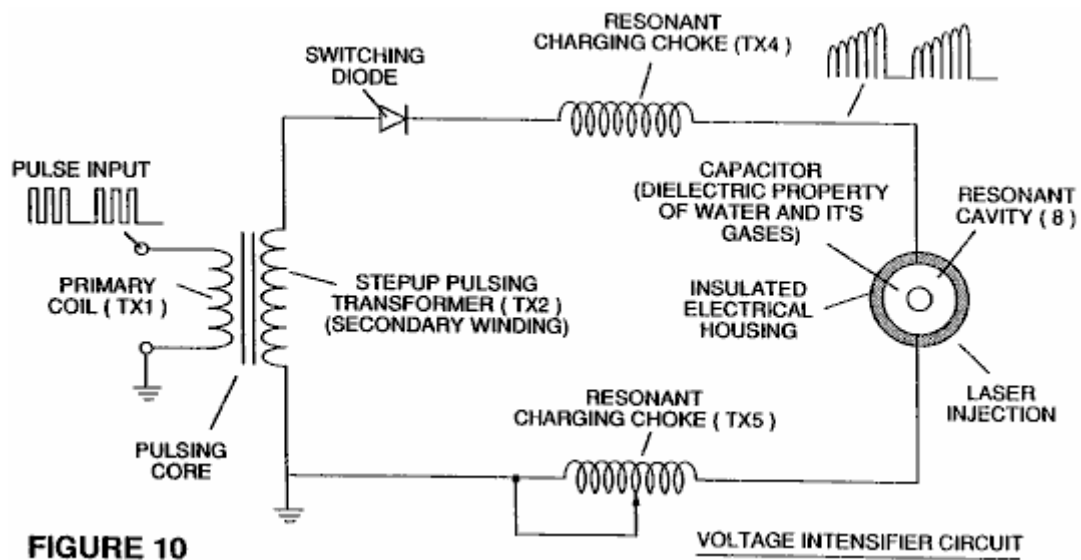 RESONANT
CHARGING CHOKE (TX4 )
SWITCHING
DIODE
PULSE INPUT
CAPACITOR
(DIELECTRIC PROPERTY
OF WATER AND IT'S
GASES)
RESONANT
CAVITY ( 8 )
PRIMARY
COIL ( TX1 )
STEPUP PULSING
TRANSFORMER ( TX2 )
(SECONDARY WINDING)
INSULATED
ELECTRICAL
HOUSING
LASER
INJECTION
RESONANT
CHARGING CHOKE ( TX5 )
PULSING
CORE
FIGURE 10
VOLTAGE INTENSIFIER CIRCUIT